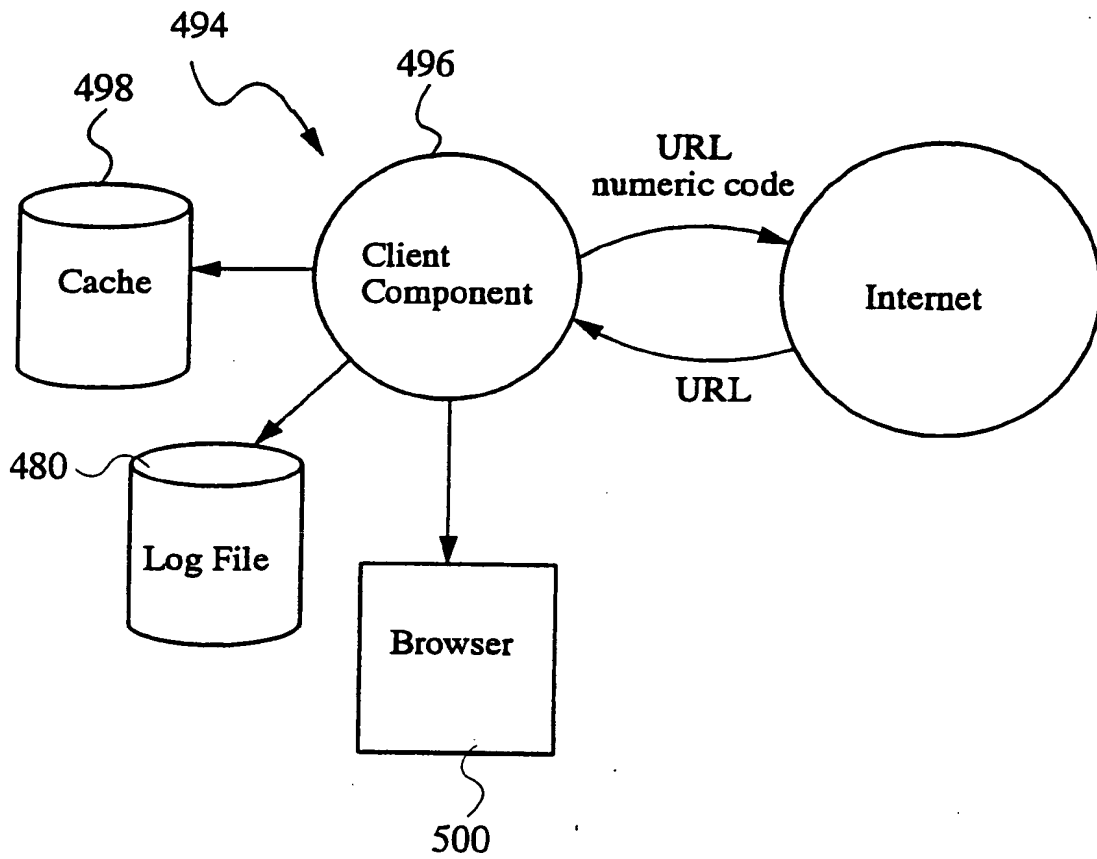 494
496
498
URL
numeric code
Cache
Client
Component
Internet
URL
480
Log File
Browser
500